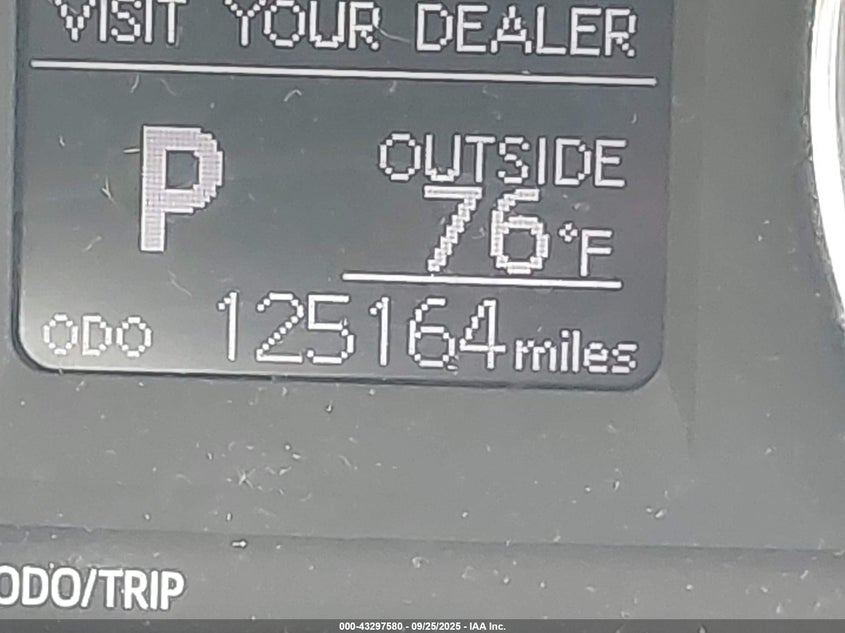 VISIT YOUR DEALER
P
OUTSIDE
76°F
ODO 125164 miles
ODO/TRIP
000-43297580 - 09/25/2025 - IAA Inc.